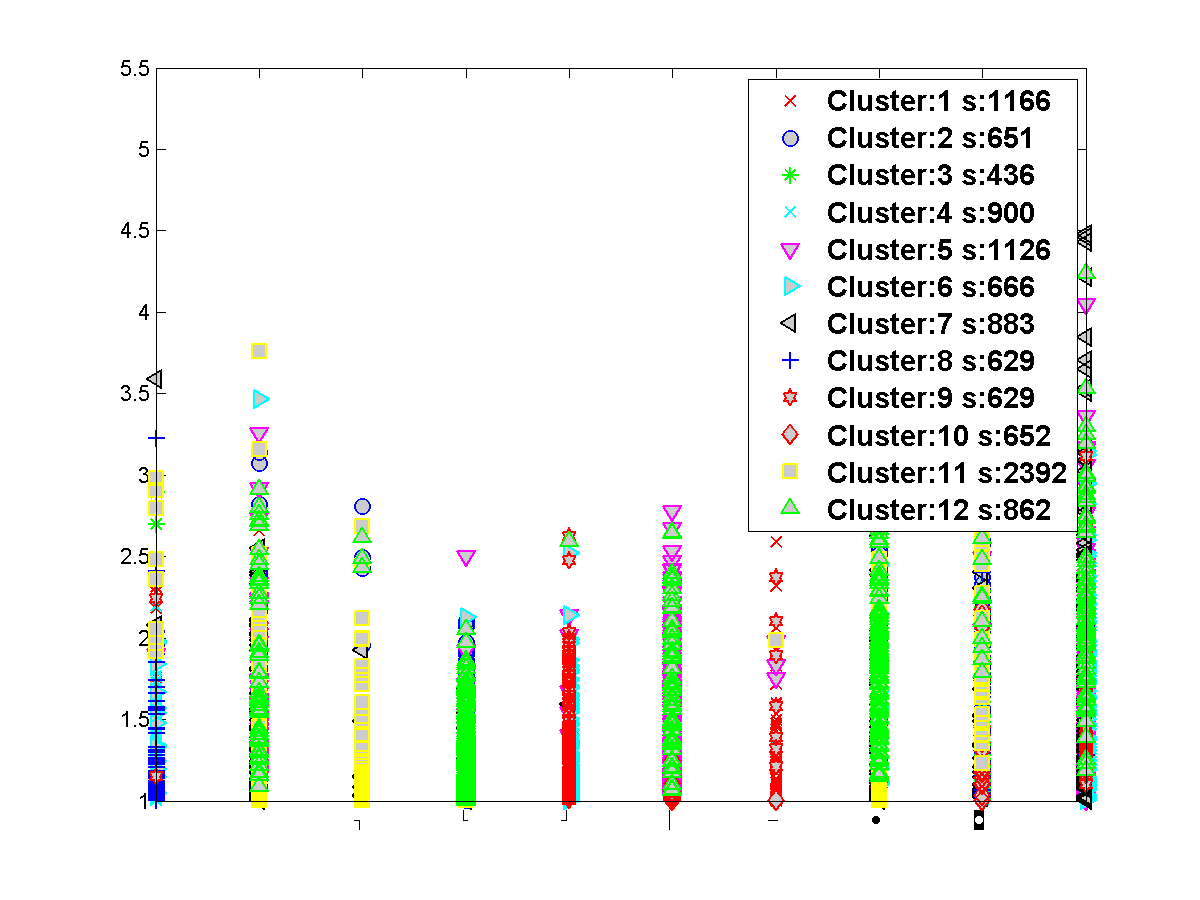 5.5
5
4.5
4
3.5
3
2.5
2
1.5
1
Cluster:1 s:1166
Cluster:2 s:651
Cluster:3 s:436
Cluster:4 s:900
Cluster:5 s:1126
Cluster:6 s:666
Cluster:7 s:883
Cluster:8 s:629
Cluster:9 s:629
Cluster:10 s:652
Cluster:11 s:2392
Cluster:12 s:862